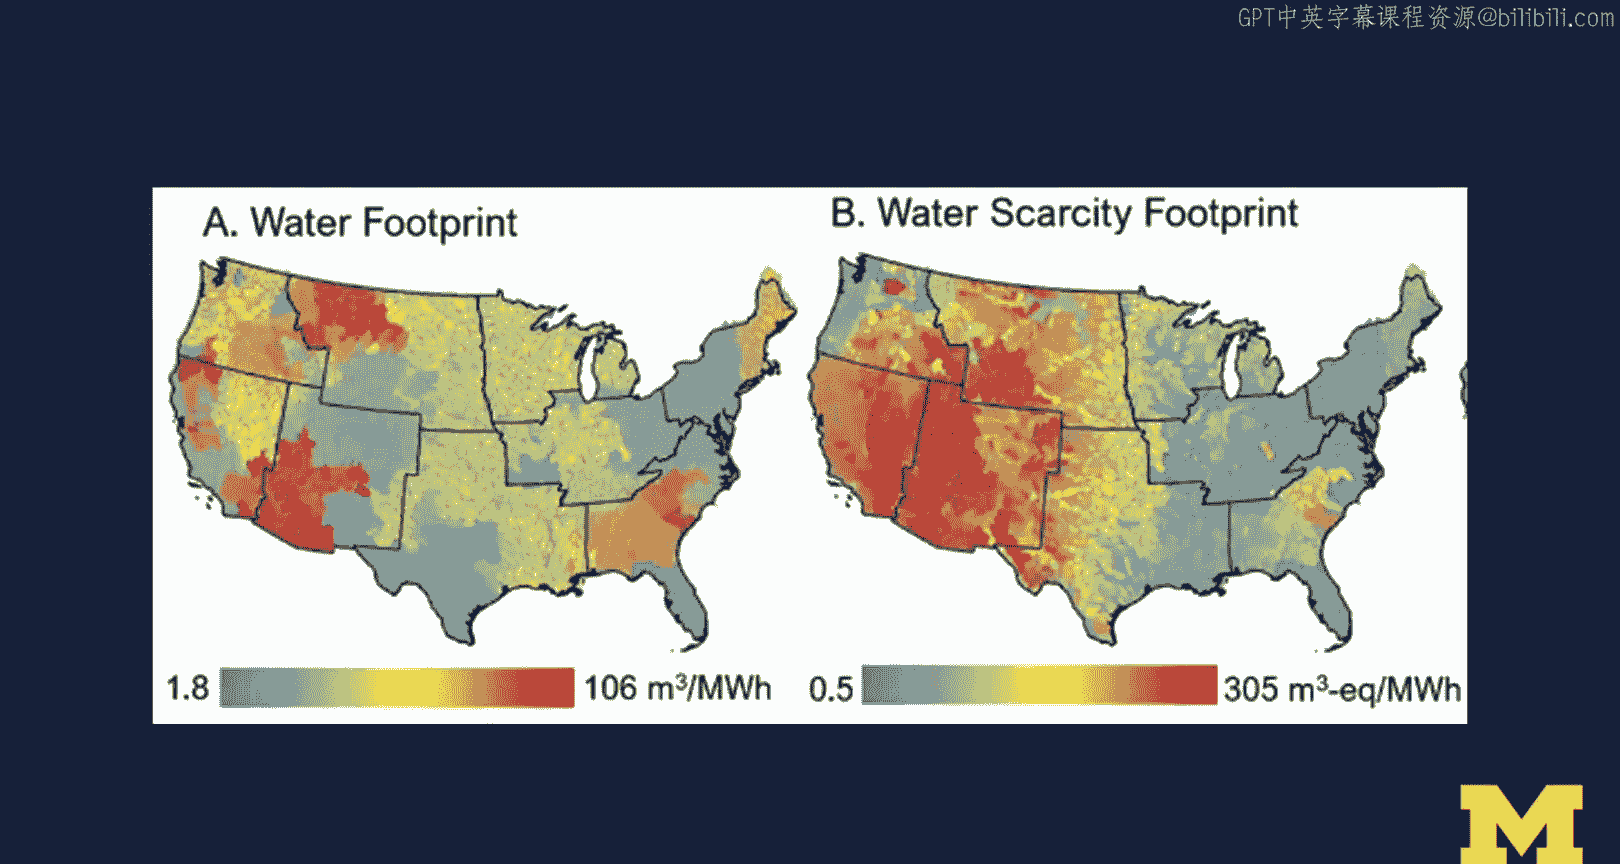 GPT中英字幕课程资源@bilibili.com
A. Water Footprint
B. Water Scarcity Footprint
1.8
106 m³/MWh
0.5
305 m³-eq/MWh
M